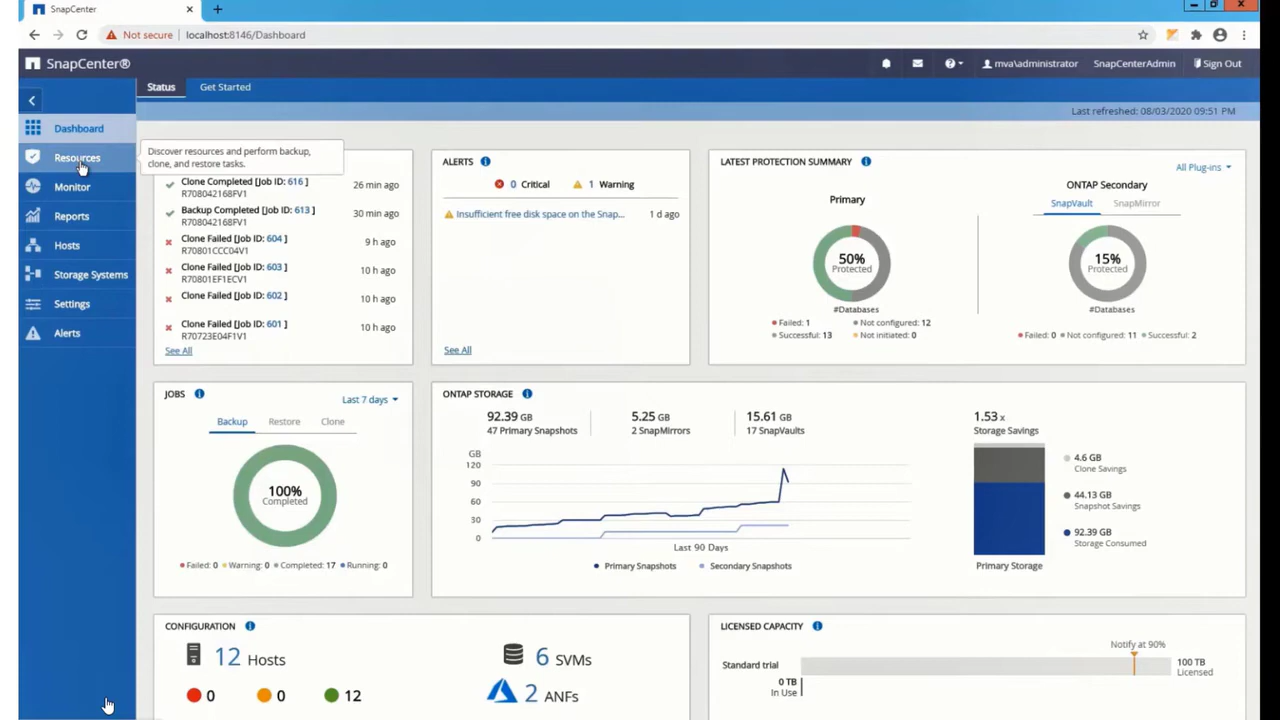 SnapCenter
Not secure
localhost:8146/Dashboard
SnapCenter®
mva\administrator
SnapCenterAdmin
Sign Out
Dashboard
Resources
Monitor
Reports
Hosts
Storage Systems
Settings
Alerts
Status
Get Started
Last refreshed: 08/03/2020 09:51 PM
Discover resources and perform backup,
clone, and restore tasks.
Clone Completed [Job ID: 616 ]
R708042168FV1
26 min ago
Backup Completed [Job ID: 613 ]
R708042168FV1
30 min ago
Clone Failed [Job ID: 604 ]
R70801CCC04V1
9 h ago
Clone Failed [Job ID: 603 ]
R70801EF1ECV1
10 h ago
Clone Failed [Job ID: 602 ]
10 h ago
Clone Failed [Job ID: 601 ]
R70723E04F1V1
10 h ago
See All
ALERTS
0 Critical
1 Warning
Insufficient free disk space on the Snap...
1 d ago
See All
LATEST PROTECTION SUMMARY
All Plug-ins
Primary
50%
Protected
#Databases
Failed: 1
Not configured: 12
Successful: 13
Not initiated: 0
ONTAP Secondary
SnapVault
SnapMirror
15%
Protected
#Databases
Failed: 0
Not configured: 11
Successful: 2
JOBS
Last 7 days
Backup
Restore
Clone
100%
Completed
Failed: 0
Warning: 0
Completed: 17
Running: 0
ONTAP STORAGE
92.39 GB
47 Primary Snapshots
5.25 GB
2 SnapMirrors
15.61 GB
17 SnapVaults
1.53 x
Storage Savings
GB
120
90
60
30
0
Last 90 Days
Primary Snapshots
Secondary Snapshots
4.6 GB
Clone Savings
44.13 GB
Snapshot Savings
92.39 GB
Storage Consumed
Primary Storage
CONFIGURATION
12 Hosts
6 SVMs
0
0
12
2 ANFs
LICENSED CAPACITY
Notify at 90%
Standard trial
100 TB
Licensed
0 TB
In Use